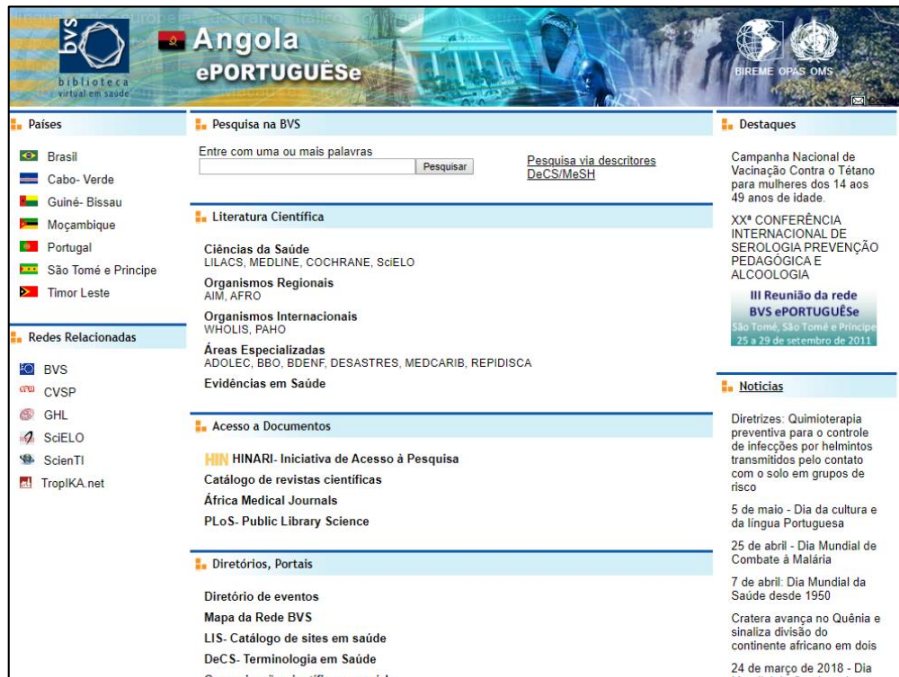 bvs
biblioteca
virtual em saúde
Angola
ePORTUGUÊSe
BIREME OPAS OMS
Países
Brasil
Cabo- Verde
Guiné- Bissau
Moçambique
Portugal
São Tomé e Principe
Timor Leste
Redes Relacionadas
BVS
CVSP
GHL
SciELO
ScienTI
TropIKA.net
Pesquisa na BVS
Entre com uma ou mais palavras
Pesquisar
Pesquisa via descritores
DeCS/MeSH
Literatura Científica
Ciências da Saúde
LILACS, MEDLINE, COCHRANE, SciELO
Organismos Regionais
AIM, AFRO
Organismos Internacionais
WHOLIS, PAHO
Áreas Especializadas
ADOLEC, BBO, BDENF, DESASTRES, MEDCARIB, REPIDISCA
Evidências em Saúde
Acesso a Documentos
HIN HINARI- Iniciativa de Acesso à Pesquisa
Catálogo de revistas científicas
África Medical Journals
PLoS- Public Library Science
Diretórios, Portais
Diretório de eventos
Mapa da Rede BVS
LIS- Catálogo de sites em saúde
DeCS- Terminologia em Saúde
Destaques
Campanha Nacional de
Vacinação Contra o Tétano
para mulheres dos 14 aos
49 anos de idade.
XXª CONFERÊNCIA
INTERNACIONAL DE
SEROLOGIA PREVENÇÃO
PEDAGÓGICA E
ALCOOLOGIA
III Reunião da rede
BVS ePORTUGUÊSe
São Tomé, São Tomé e Príncipe
25 a 29 de setembro de 2011
Notícias
Diretrizes: Quimioterapia
preventiva para o controle
de infecções por helmintos
transmitidos pelo contato
com o solo em grupos de
risco
5 de maio - Dia da cultura e
da língua Portuguesa
25 de abril - Dia Mundial de
Combate à Malária
7 de abril: Dia Mundial da
Saúde desde 1950
Cratera avança no Quênia e
sinaliza divisão do
continente africano em dois
24 de março de 2018 - Dia